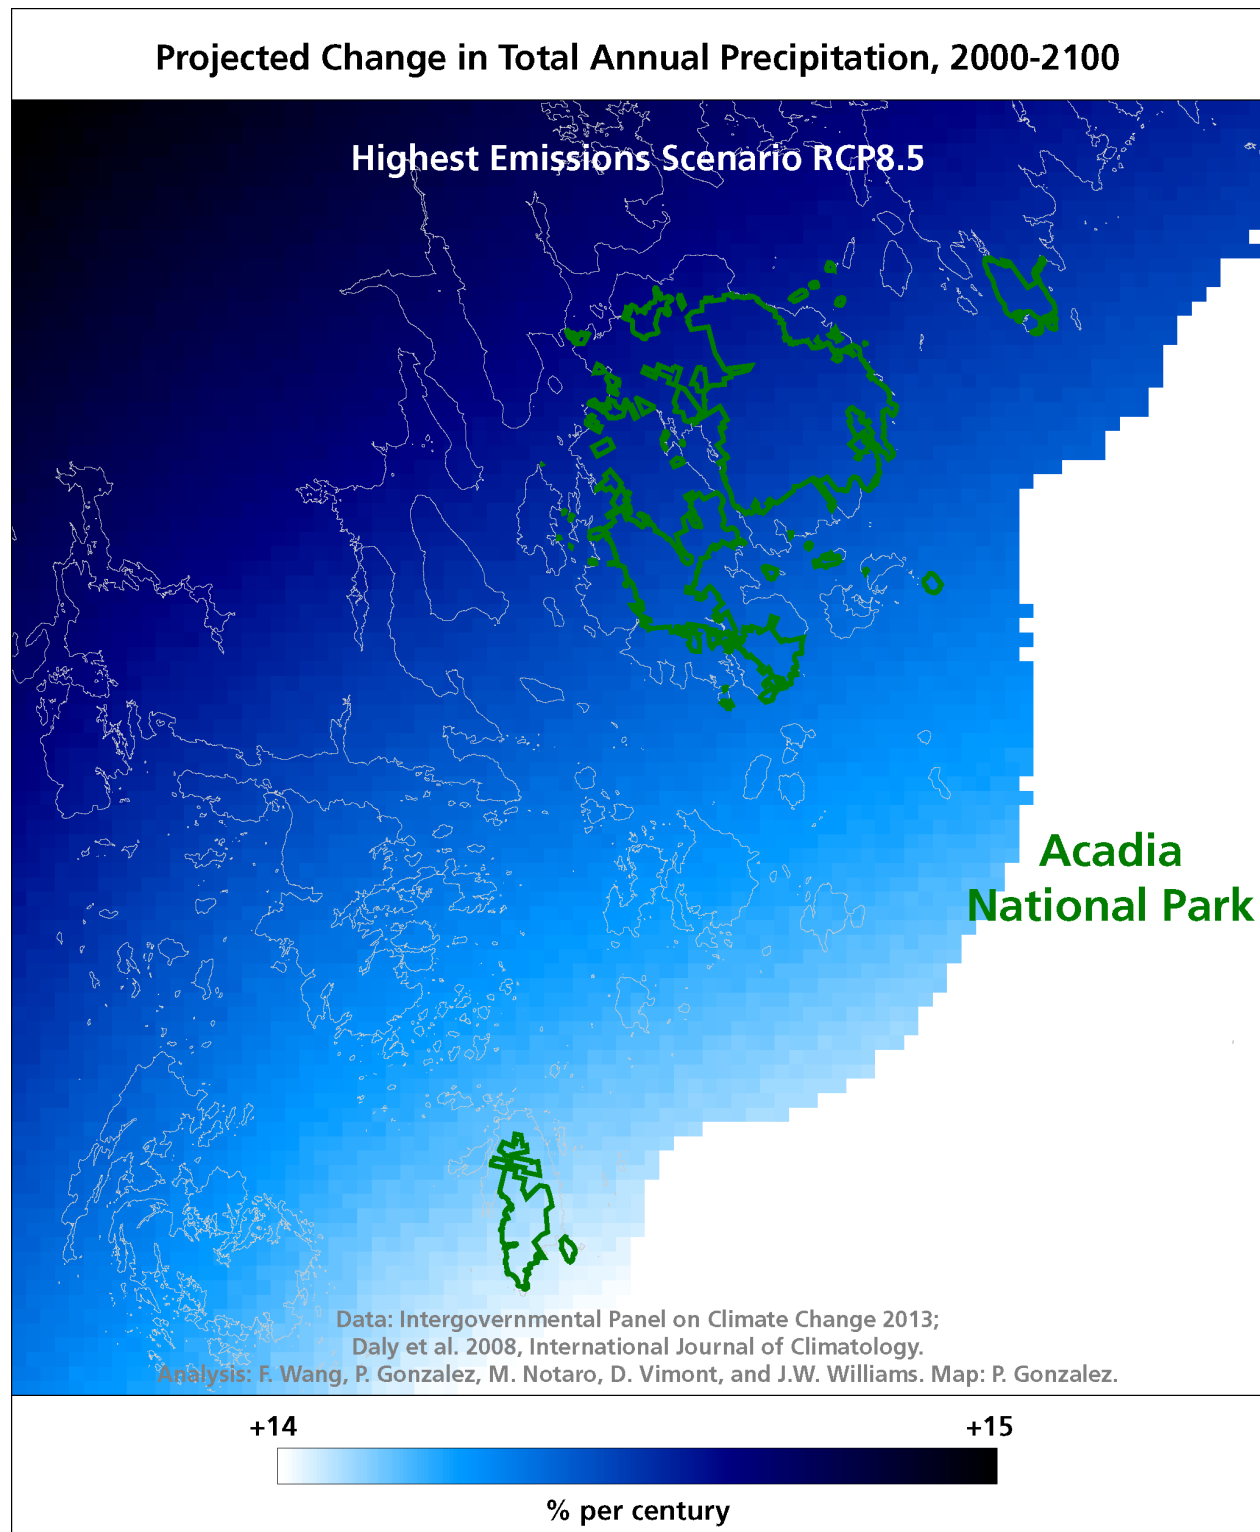 Projected Change in Total Annual Precipitation, 2000-2100
Highest Emissions Scenario RCP8.5
Acadia
National Park
Data: Intergovernmental Panel on Climate Change 2013;
Daly et al. 2008, International Journal of Climatology.
Analysis: F. Wang, P. Gonzalez, M. Notaro, D. Vimont, and J.W. Williams. Map: P. Gonzalez.
+14 +15
% per century